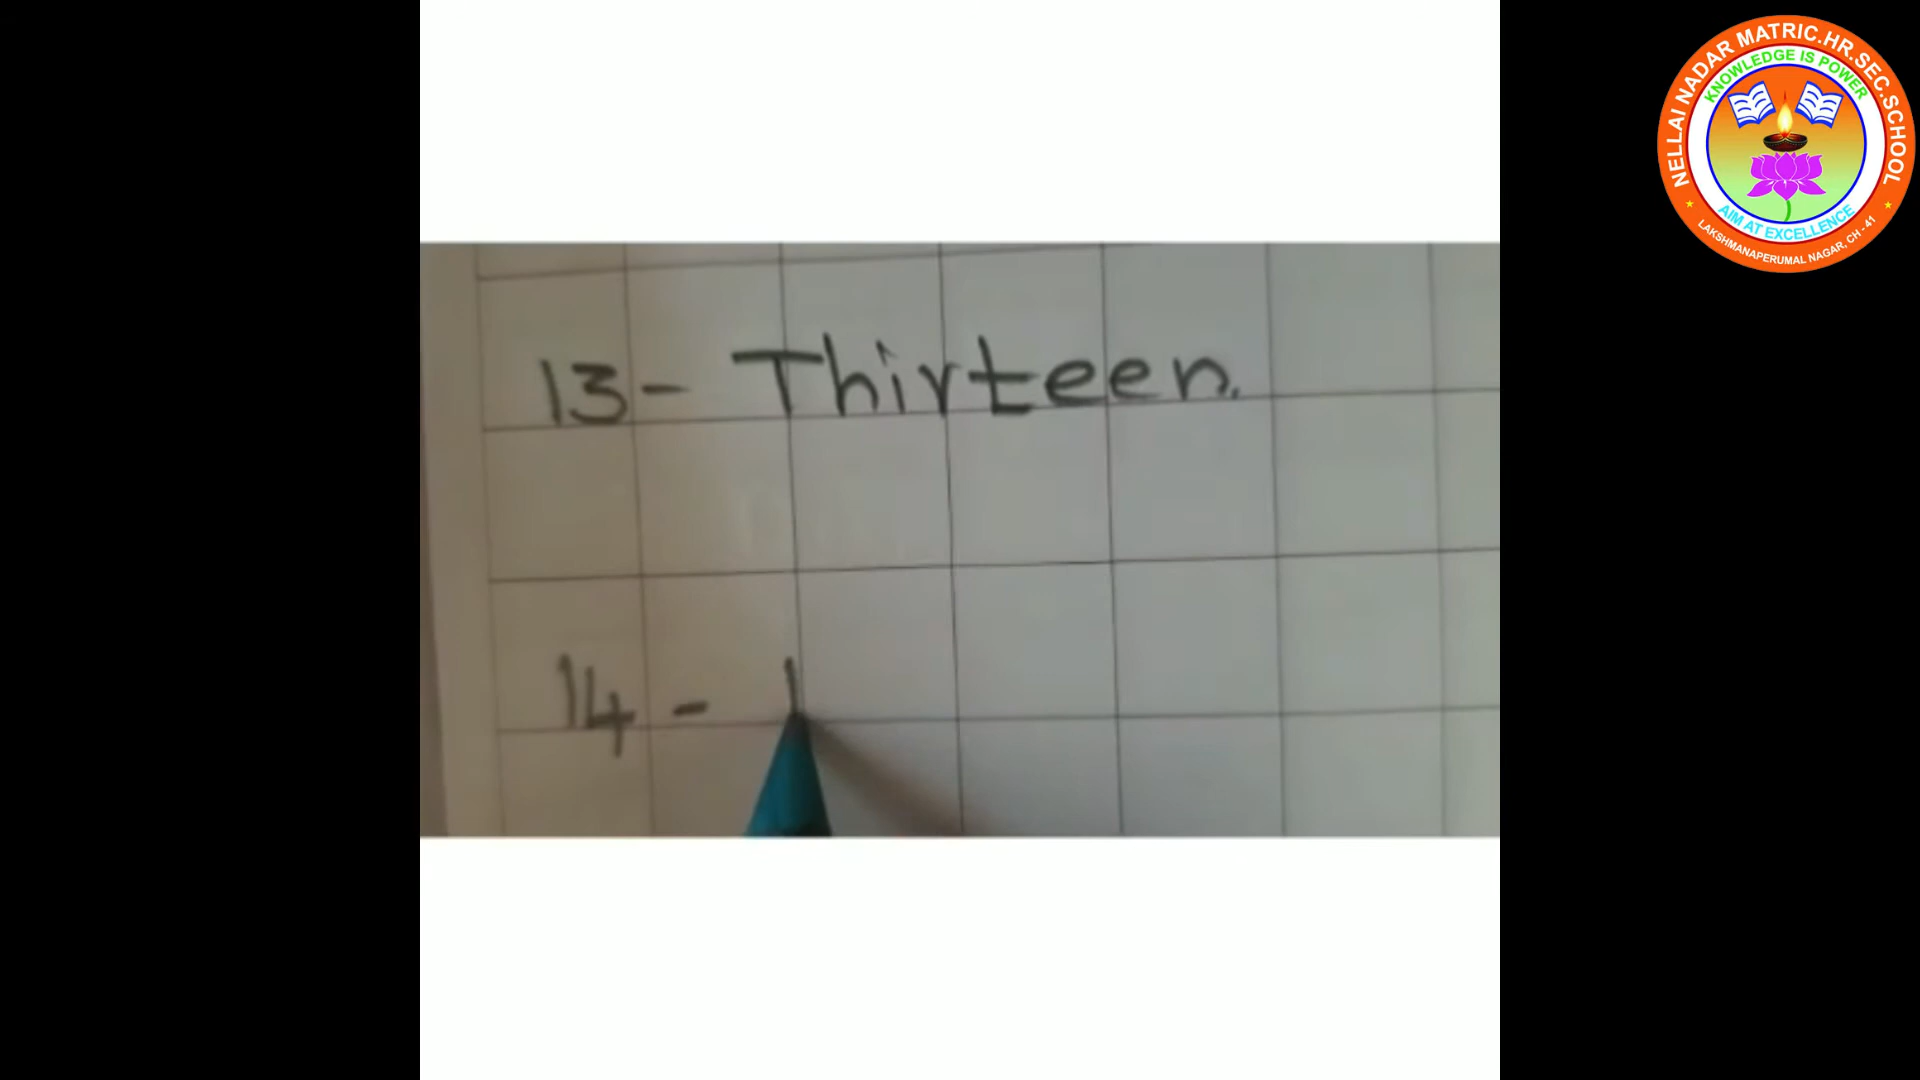 NELLAI NADAR MATRIC.HR.SEC.SCHOOL
KNOWLEDGE IS POWER
AIM AT EXCELLENCE
LAKSHMANAPERUMAL NAGAR, CH - 41
13 - Thirteen.
14 -